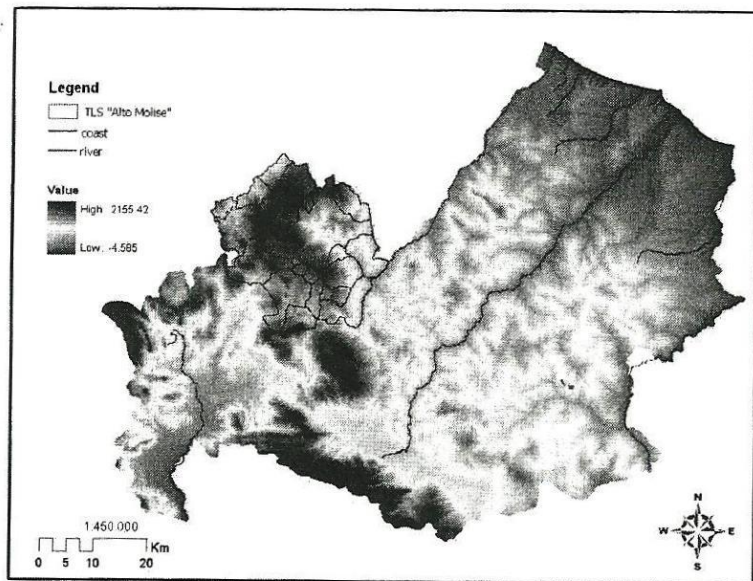 Legend
TLS "Alto Molise"
coast
river
Value
High 2155 42
Low. -4.585
1.450.000
0 5 10 20 Km
N
W E
S